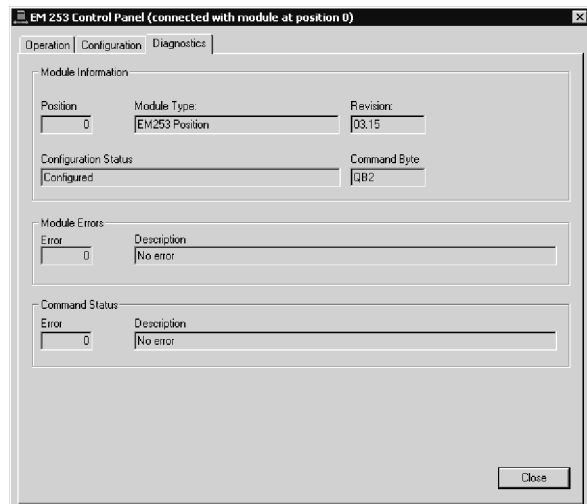 EM 253 Control Panel (connected with module at position 0)
Operation Configuration Diagnostics
Module Information
Position Module Type: Revision:
0 EM253 Position 03.15
Configuration Status Command Byte
Configured QB2
Module Errors
Error Description
0 No error
Command Status
Error Description
0 No error
Close